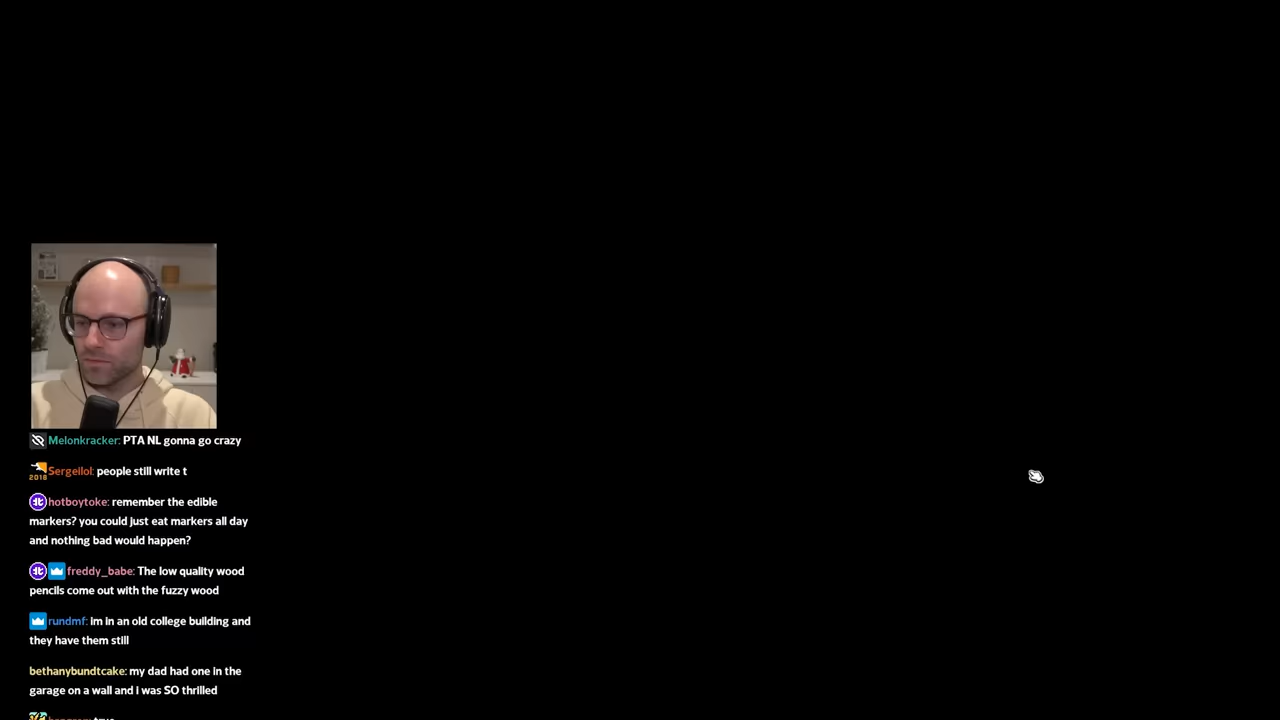 Melonkracker: PTA NL gonna go crazy
2018 Sergeilol: people still write t
hotboytoke: remember the edible
markers? you could just eat markers all day
and nothing bad would happen?
freddy_babe: The low quality wood
pencils come out with the fuzzy wood
rundmf: im in an old college building and
they have them still
bethanybundtcake: my dad had one in the
garage on a wall and i was SO thrilled